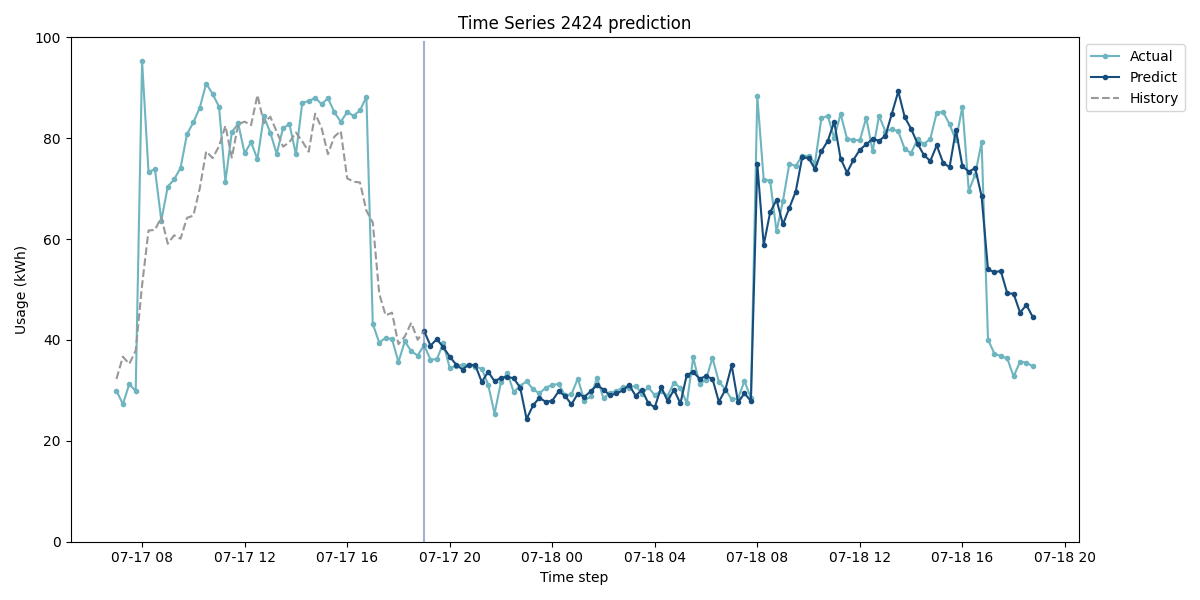 Time Series 2424 prediction
100
80
60
40
20
0
Usage (kWh)
07-17 08
07-17 12
07-17 16
07-17 20
07-18 00
07-18 04
07-18 08
07-18 12
07-18 16
07-18 20
Time step
Actual
Predict
History